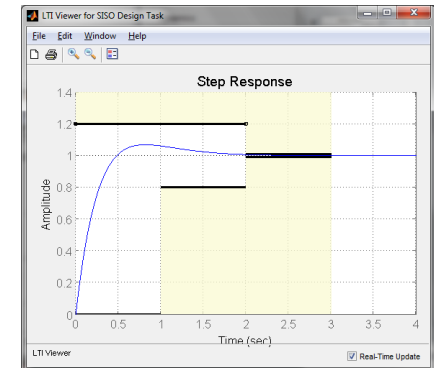 LTI Viewer for SISO Design Task
File Edit Window Help
Step Response
1.4
1.2
1
0.8
0.6
0.4
0.2
0
Amplitude
0 0.5 1 1.5 2 2.5 3 3.5 4
Time (sec)
LTI Viewer
Real-Time Update